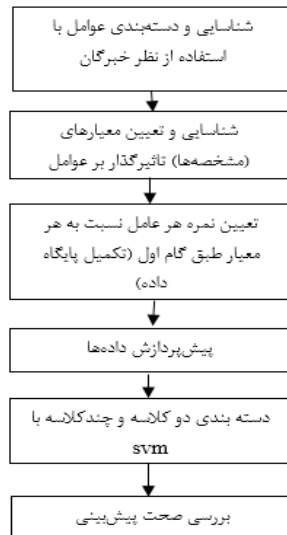 شناسایی و دسته‌بندی عوامل با
استفاده از نظر خبرگان
شناسایی و تعیین معیارهای
(مشخصه‌ها) تاثیرگذار بر عوامل
تعیین نمره هر عامل نسبت به هر
معیار طبق گام اول (تکمیل پایگاه
داده)
پیش‌پردازش داده‌ها
دسته بندی دو کلاسه و چندکلاسه با
svm
بررسی صحت پیش‌بینی